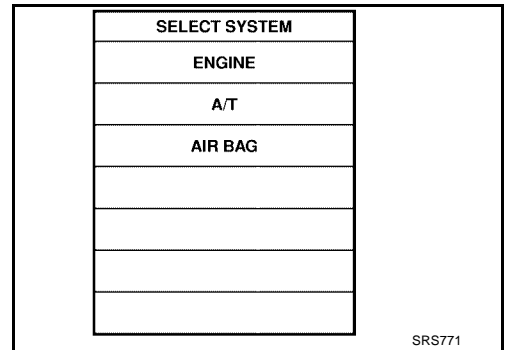 SELECT SYSTEM
ENGINE
A/T
AIR BAG
SRS771